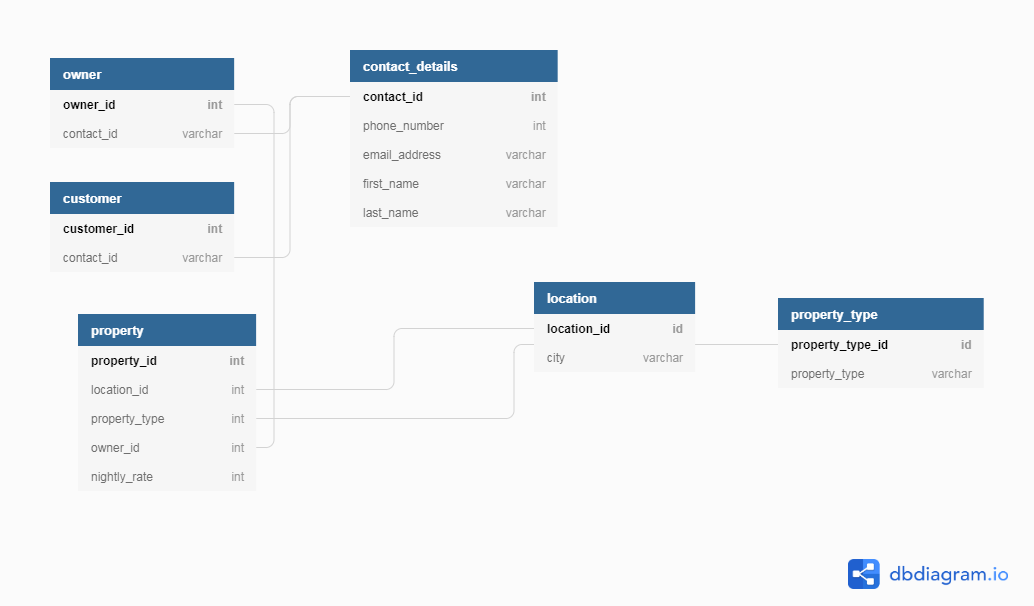 owner
owner_id int
contact_id varchar
customer
customer_id int
contact_id varchar
property
property_id int
location_id int
property_type int
owner_id int
nightly_rate int
contact_details
contact_id int
phone_number int
email_address varchar
first_name varchar
last_name varchar
location
location_id id
city varchar
property_type
property_type_id id
property_type varchar
dbdiagram.io